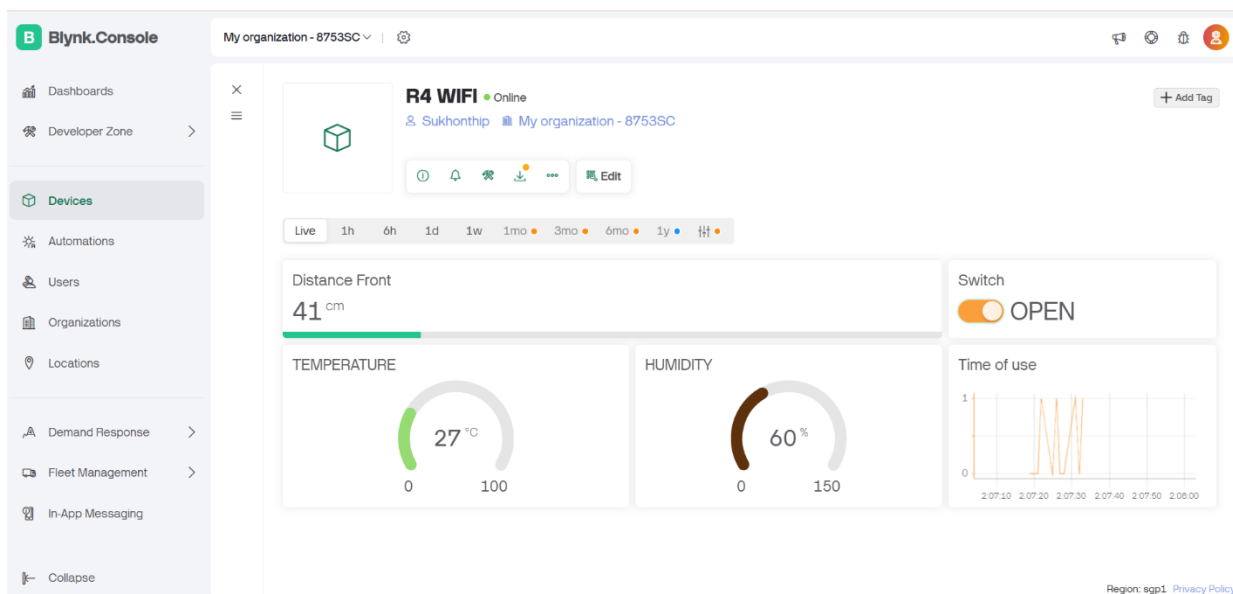 B Blynk.Console
My organization - 8753SC
Dashboards
Developer Zone
Devices
Automations
Users
Organizations
Locations
Demand Response
Fleet Management
In-App Messaging
Collapse
R4 WIFI Online
Sukhonthip My organization - 8753SC
+ Add Tag
Edit
Live 1h 6h 1d 1w 1mo 3mo 6mo 1y
Distance Front
41 cm
Switch
OPEN
TEMPERATURE
27 °C
0 100
HUMIDITY
60 %
0 150
Time of use
1
0
2:07:10 2:07:20 2:07:30 2:07:40 2:07:50 2:08:00
Region: sgp1 Privacy Policy